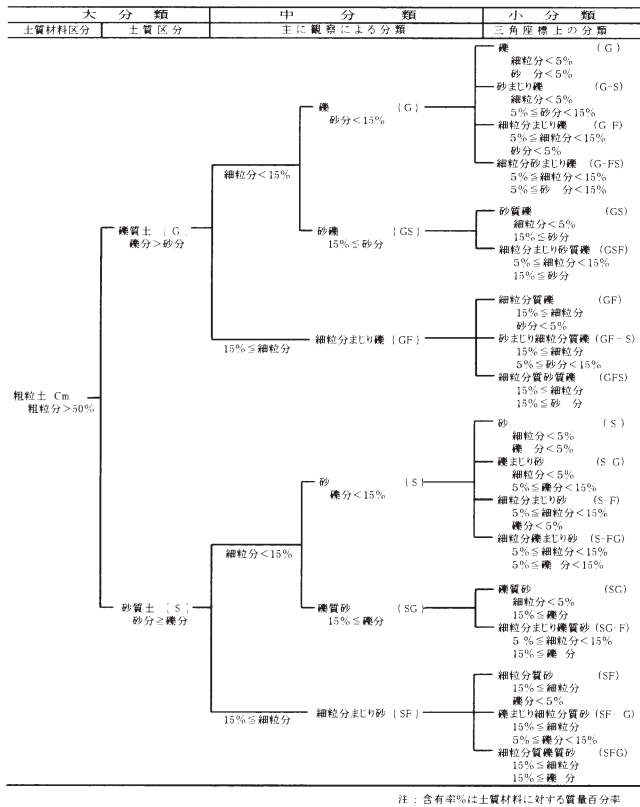 大分類 中分類 小分類
土質材料区分 土質区分 主に観察による分類 三角座標上の分類
礫 (G)
細粒分<5%
砂 分<5%
砂まじり礫 (G-S)
細粒分<5%
5%≦砂分<15%
細粒分まじり礫 (G-F)
5%≦細粒分<15%
砂分<5%
細粒分砂まじり礫 (G-FS)
5%≦細粒分<15%
5%≦砂 分<15%
礫 {G}
砂分<15%
細粒分<15%
砂礫 {GS}
15%≦砂分
砂質礫 (GS)
細粒分<5%
15%≦砂分
細粒分まじり砂質礫 (GSF)
5%≦細粒分<15%
15%≦砂分
礫質土 [G]
礫分>砂分
15%≦細粒分
細粒分まじり礫 {GF}
細粒分質礫 (GF)
15%≦細粒分
砂分<5%
砂まじり細粒分質礫 (GF-S)
15%≦細粒分
5%≦砂分<15%
細粒分質砂質礫 (GFS)
15%≦細粒分
15%≦砂 分
粗粒土 Cm
粗粒分>50%
砂 (S)
細粒分<5%
礫 分<5%
礫まじり砂 (S-G)
細粒分<5%
5%≦礫分<15%
細粒分まじり砂 (S-F)
5%≦細粒分<15%
礫分<5%
細粒分礫まじり砂 (S-FG)
5%≦細粒分<15%
5%≦礫 分<15%
砂 {S}
礫分<15%
細粒分<15%
礫質砂 {SG}
15%≦礫分
礫質砂 (SG)
細粒分<5%
15%≦礫分
細粒分まじり礫質砂 (SG-F)
5%≦細粒分<15%
15%≦礫 分
砂質土 [S]
砂分≧礫分
15%≦細粒分
細粒分まじり砂 {SF}
細粒分質砂 (SF)
15%≦細粒分
礫分<5%
礫まじり細粒分質砂 (SF-G)
15%≦細粒分
5%≦礫分<15%
細粒分質礫質砂 (SFG)
15%≦細粒分
15%≦礫 分
注:含有率%は土質材料に対する質量百分率